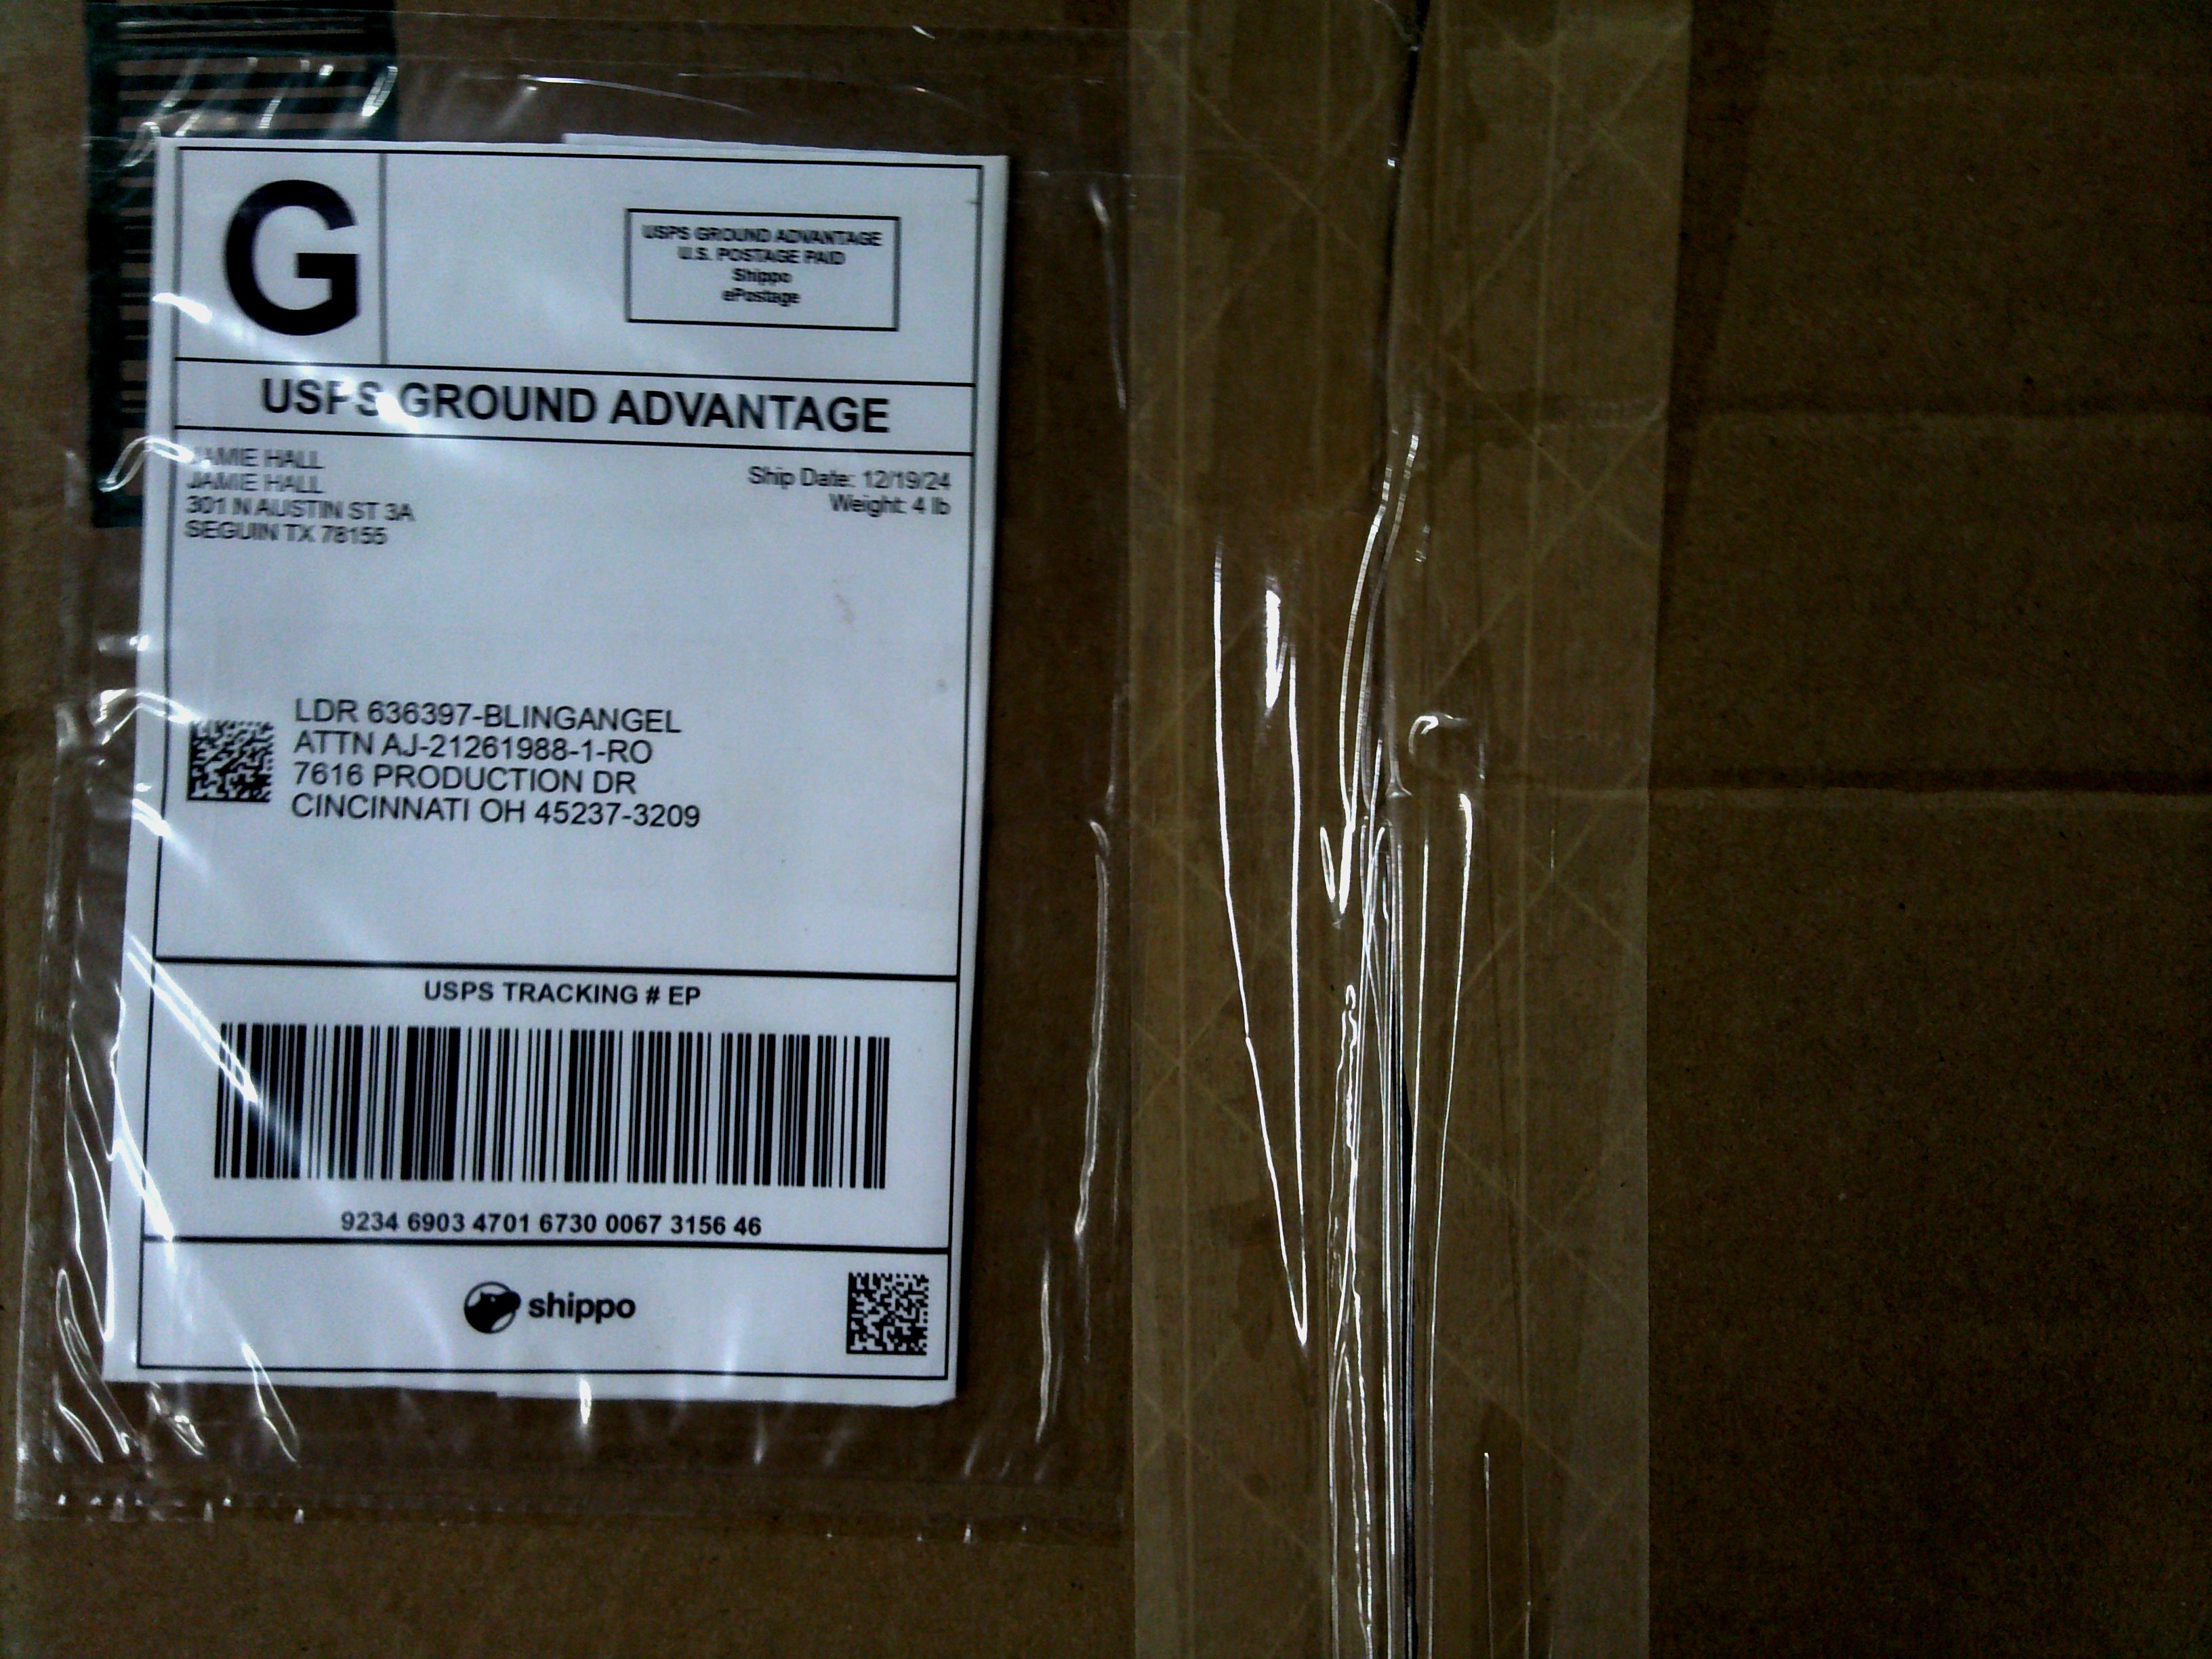 G
USPS GROUND ADVANTAGE
U.S. POSTAGE PAID
Shippo
ePostage
USPS GROUND ADVANTAGE
JAMIE HALL
JAMIE HALL
301 N AUSTIN ST 3A
SEGUIN TX 78155
Ship Date: 12/19/24
Weight: 4 lb
LDR 636397-BLINGANGEL
ATTN AJ-21261988-1-RO
7616 PRODUCTION DR
CINCINNATI OH 45237-3209
USPS TRACKING # EP
9234 6903 4701 6730 0067 3156 46
shippo